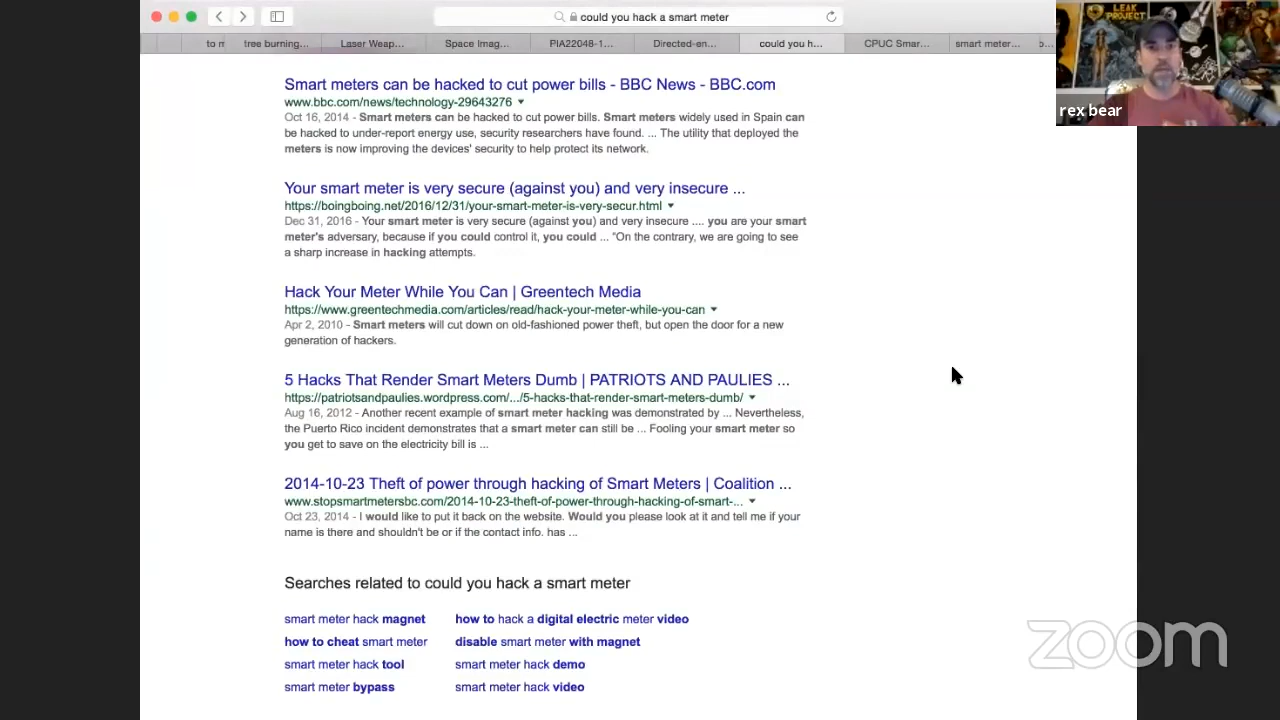 could you hack a smart meter
to m
tree burning...
Laser Weap...
Space Imag...
PIA22048-1...
Directed-en...
could you h...
CPUC Smar...
smart meter...
LEAK
PROJECT
rex bear
Smart meters can be hacked to cut power bills - BBC News - BBC.com
www.bbc.com/news/technology-29643276
Oct 16, 2014 - Smart meters can be hacked to cut power bills. Smart meters widely used in Spain can
be hacked to under-report energy use, security researchers have found. ... The utility that deployed the
meters is now improving the devices' security to help protect its network.
Your smart meter is very secure (against you) and very insecure ...
https://boingboing.net/2016/12/31/your-smart-meter-is-very-secur.html
Dec 31, 2016 - Your smart meter is very secure (against you) and very insecure .... you are your smart
meter's adversary, because if you could control it, you could ... "On the contrary, we are going to see
a sharp increase in hacking attempts.
Hack Your Meter While You Can | Greentech Media
https://www.greentechmedia.com/articles/read/hack-your-meter-while-you-can
Apr 2, 2010 - Smart meters will cut down on old-fashioned power theft, but open the door for a new
generation of hackers.
5 Hacks That Render Smart Meters Dumb | PATRIOTS AND PAULIES ...
https://patriotsandpaulies.wordpress.com/.../5-hacks-that-render-smart-meters-dumb/
Aug 16, 2012 - Another recent example of smart meter hacking was demonstrated by ... Nevertheless,
the Puerto Rico incident demonstrates that a smart meter can still be ... Fooling your smart meter so
you get to save on the electricity bill is ...
2014-10-23 Theft of power through hacking of Smart Meters | Coalition ...
www.stopsmartmetersbc.com/2014-10-23-theft-of-power-through-hacking-of-smart-...
Oct 23, 2014 - I would like to put it back on the website. Would you please look at it and tell me if your
name is there and shouldn't be or if the contact info. has ...
Searches related to could you hack a smart meter
smart meter hack magnet
how to hack a digital electric meter video
how to cheat smart meter
disable smart meter with magnet
smart meter hack tool
smart meter hack demo
smart meter bypass
smart meter hack video
zoom